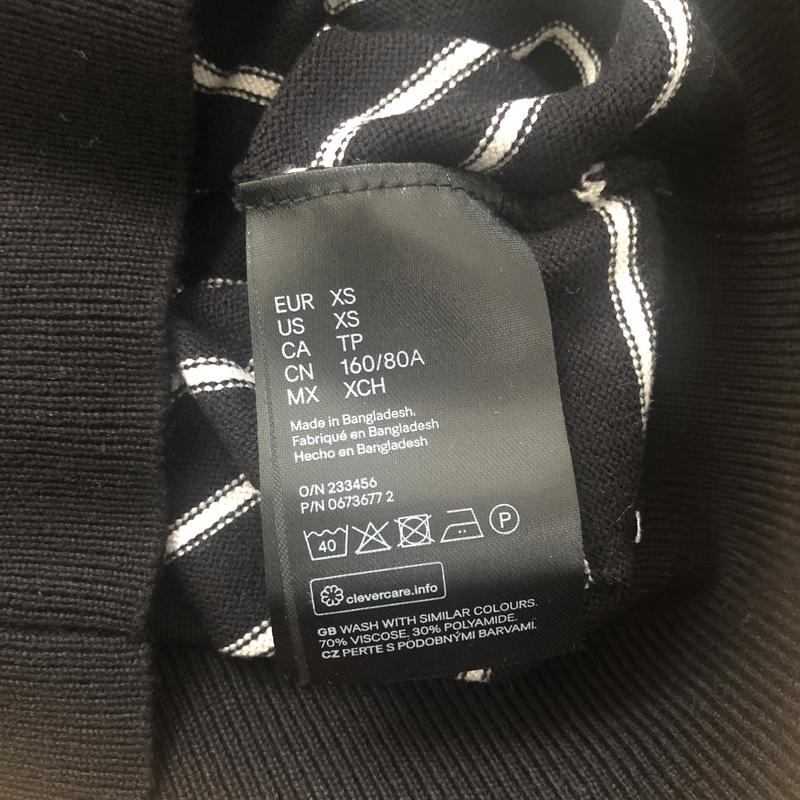 EUR XS
US XS
CA TP
CN 160/80A
MX XCH
Made in Bangladesh.
Fabriqué en Bangladesh
Hecho en Bangladesh
O/N 233456
P/N 0673677 2
40 P
clevercare.info
GB WASH WITH SIMILAR COLOURS.
70% VISCOSE, 30% POLYAMIDE.
CZ PERTE S PODOBNÝMI BARVAMI.